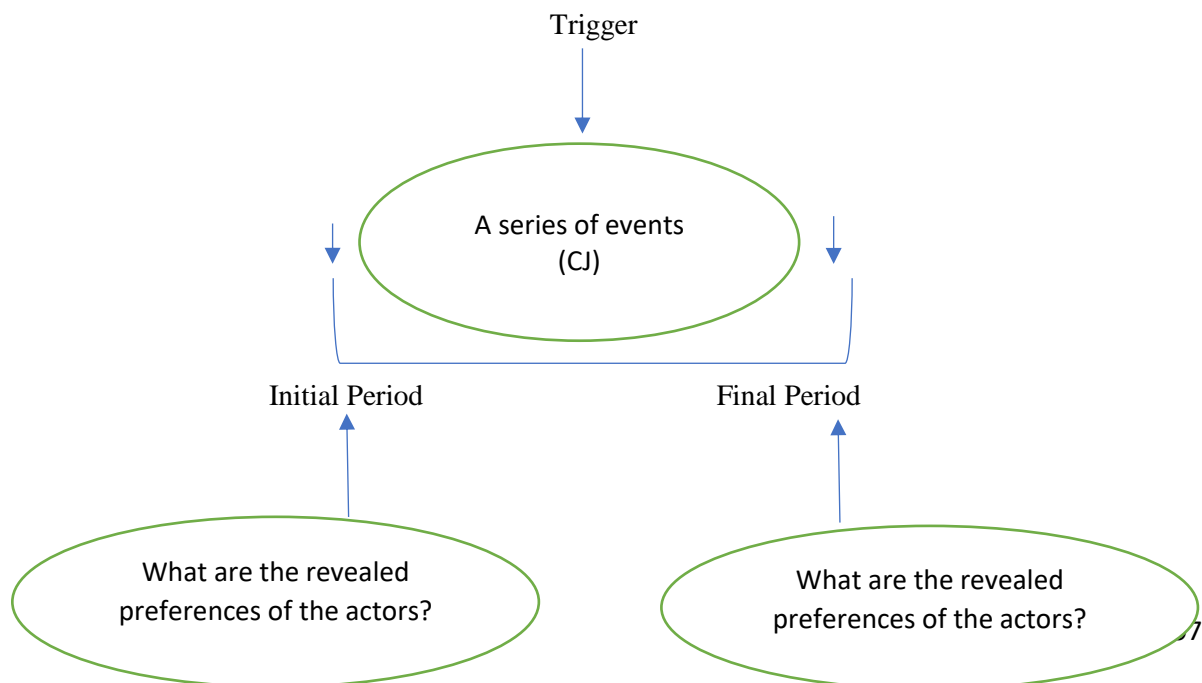 Trigger
A series of events
(CJ)
Initial Period
Final Period
What are the revealed
preferences of the actors?
What are the revealed
preferences of the actors?